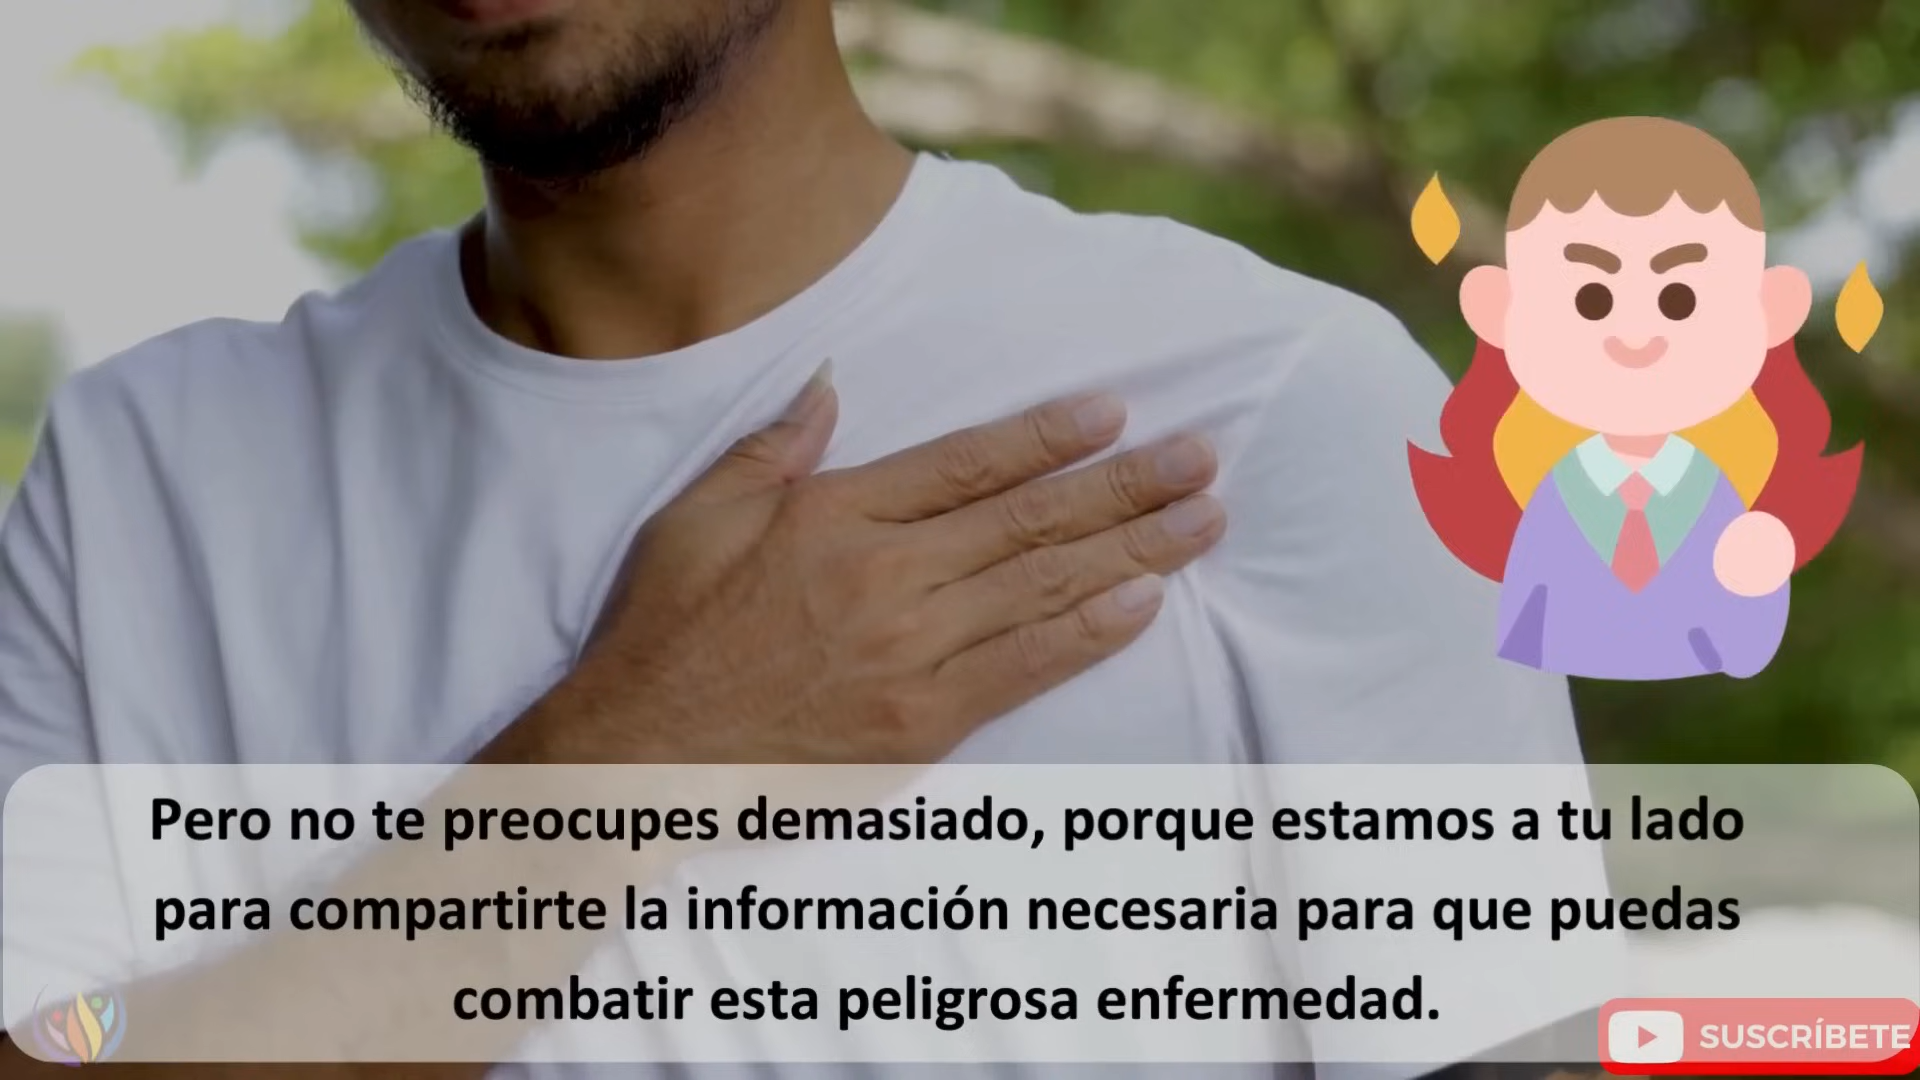 Pero no te preocupes demasiado, porque estamos a tu lado
para compartirte la información necesaria para que puedas
combatir esta peligrosa enfermedad.
SUSCRÍBETE